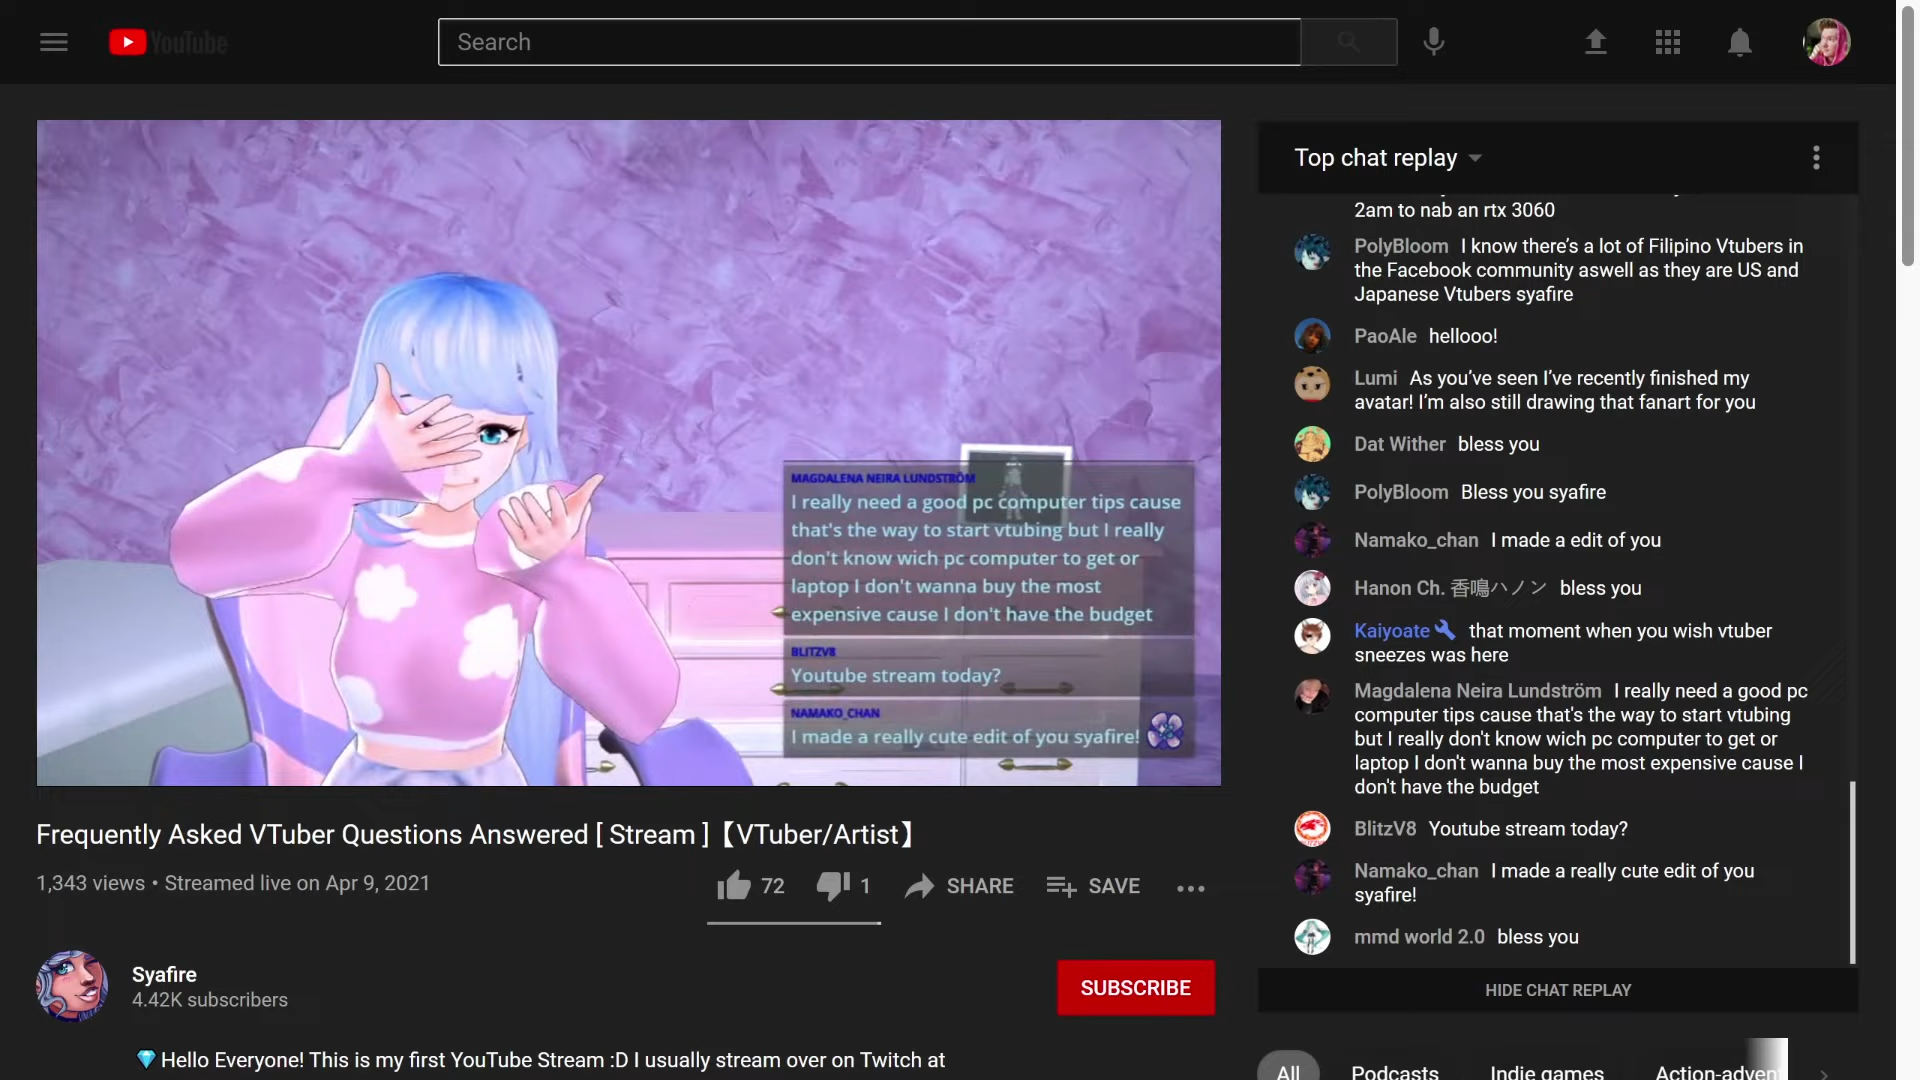 YouTube
Search
MAGDALENA NEIRA LUNDSTRÖM
I really need a good pc computer tips cause
that's the way to start vtubing but I really
don't know wich pc computer to get or
laptop I don't wanna buy the most
expensive cause I don't have the budget
BLITZV8
Youtube stream today?
NAMAKO_CHAN
I made a really cute edit of you syafire!
Frequently Asked VTuber Questions Answered [ Stream ]【VTuber/Artist】
1,343 views • Streamed live on Apr 9, 2021
72 1 SHARE SAVE
Syafire
4.42K subscribers
SUBSCRIBE
Hello Everyone! This is my first YouTube Stream :D I usually stream over on Twitch at
Top chat replay
2am to nab an rtx 3060
PolyBloom I know there's a lot of Filipino Vtubers in
the Facebook community aswell as they are US and
Japanese Vtubers syafire
PaoAle hellooo!
Lumi As you've seen I've recently finished my
avatar! I'm also still drawing that fanart for you
Dat Wither bless you
PolyBloom Bless you syafire
Namako_chan I made a edit of you
Hanon Ch. 香鳴ハノン bless you
Kaiyoate that moment when you wish vtuber
sneezes was here
Magdalena Neira Lundström I really need a good pc
computer tips cause that's the way to start vtubing
but I really don't know wich pc computer to get or
laptop I don't wanna buy the most expensive cause I
don't have the budget
BlitzV8 Youtube stream today?
Namako_chan I made a really cute edit of you
syafire!
mmd world 2.0 bless you
HIDE CHAT REPLAY
All Podcasts Indie games Action-advent